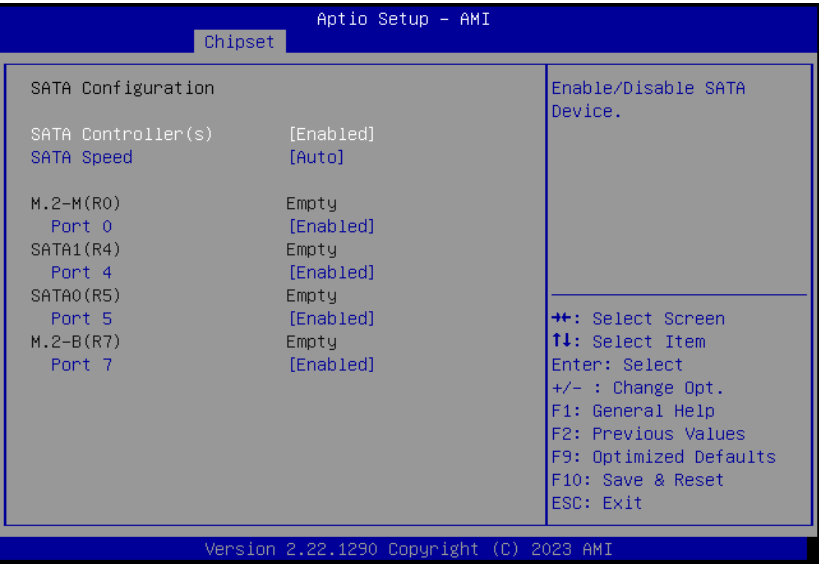 Aptio Setup - AMI
Chipset
SATA Configuration
SATA Controller(s) [Enabled]
SATA Speed [Auto]
M.2-M(R0) Empty
Port 0 [Enabled]
SATA1(R4) Empty
Port 4 [Enabled]
SATA0(R5) Empty
Port 5 [Enabled]
M.2-B(R7) Empty
Port 7 [Enabled]
Enable/Disable SATA
Device.
→←: Select Screen
↑↓: Select Item
Enter: Select
+/- : Change Opt.
F1: General Help
F2: Previous Values
F9: Optimized Defaults
F10: Save & Reset
ESC: Exit
Version 2.22.1290 Copyright (C) 2023 AMI